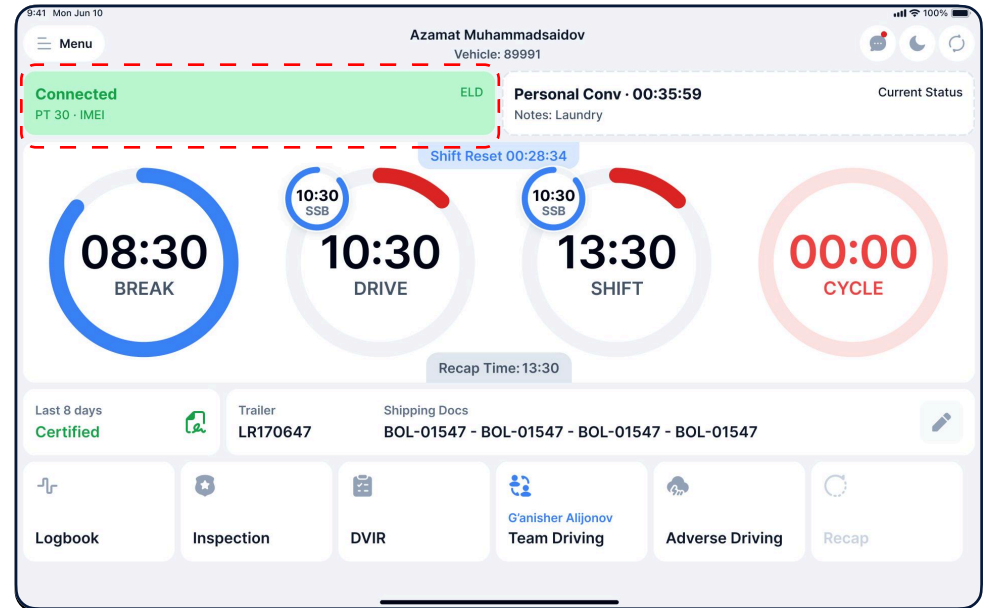 9:41 Mon Jun 10
100%
Menu
Azamat Muhammadsaidov
Vehicle: 89991
Connected
ELD
PT 30 · IMEI
Personal Conv · 00:35:59
Current Status
Notes: Laundry
Shift Reset 00:28:34
08:30
BREAK
10:30
SSB
10:30
DRIVE
10:30
SSB
13:30
SHIFT
00:00
CYCLE
Recap Time: 13:30
Last 8 days
Certified
Trailer
LR170647
Shipping Docs
BOL-01547 - BOL-01547 - BOL-01547 - BOL-01547
Logbook
Inspection
DVIR
G'anisher Alijonov
Team Driving
Adverse Driving
Recap